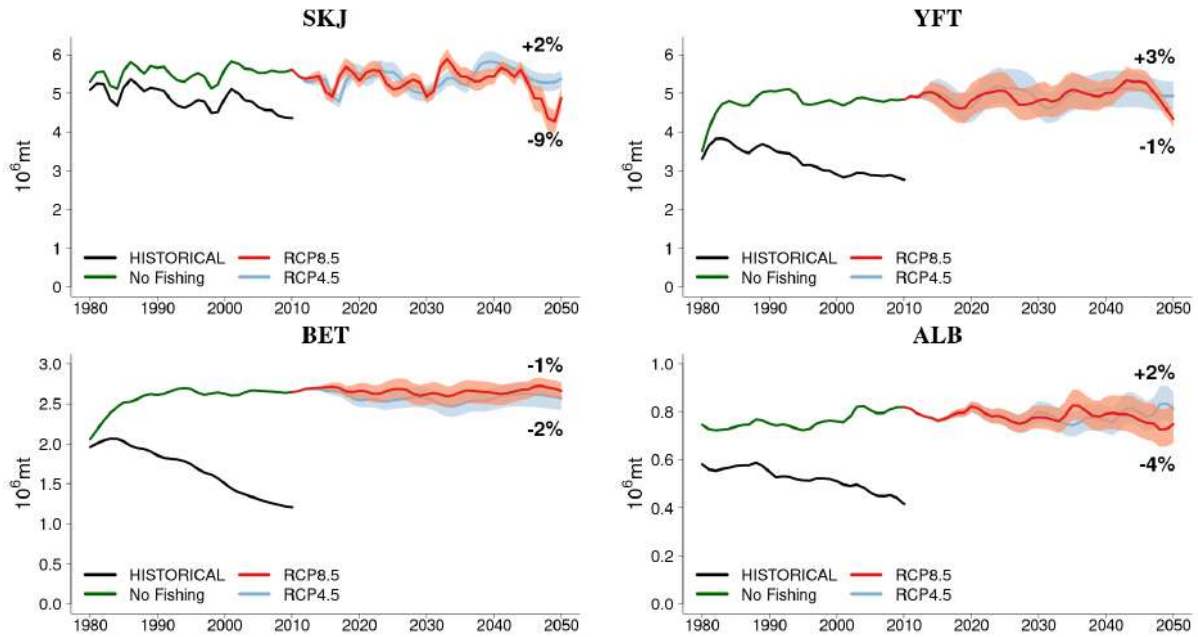 SKJ
6
5
4
3
2
1
0
10⁶mt
+2%
-9%
HISTORICAL
No Fishing
RCP8.5
RCP4.5
1980 1990 2000 2010 2020 2030 2040 2050
YFT
6
5
4
3
2
1
0
10⁶mt
+3%
-1%
HISTORICAL
No Fishing
RCP8.5
RCP4.5
1980 1990 2000 2010 2020 2030 2040 2050
BET
3.0
2.5
2.0
1.5
1.0
0.5
0.0
10⁶mt
-1%
-2%
HISTORICAL
No Fishing
RCP8.5
RCP4.5
1980 1990 2000 2010 2020 2030 2040 2050
ALB
1.0
0.8
0.6
0.4
0.2
0.0
10⁶mt
+2%
-4%
HISTORICAL
No Fishing
RCP8.5
RCP4.5
1980 1990 2000 2010 2020 2030 2040 2050